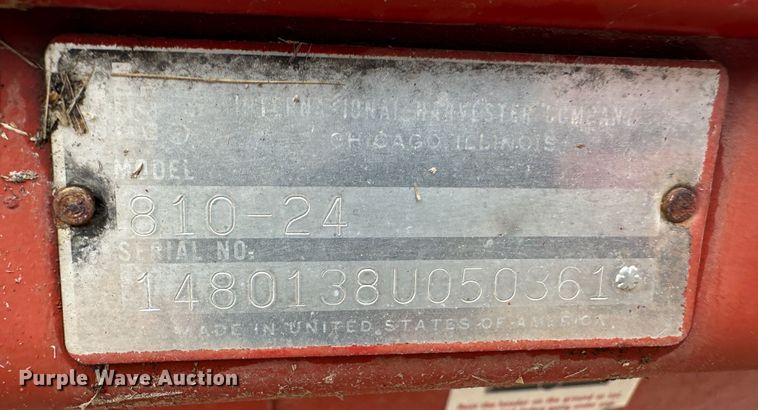 INTERNATIONAL HARVESTER COMPANY
CHICAGO, ILLINOIS
MODEL
810-24
SERIAL NO.
1480138U050361
MADE IN UNITED STATES OF AMERICA
Purple Wave Auction